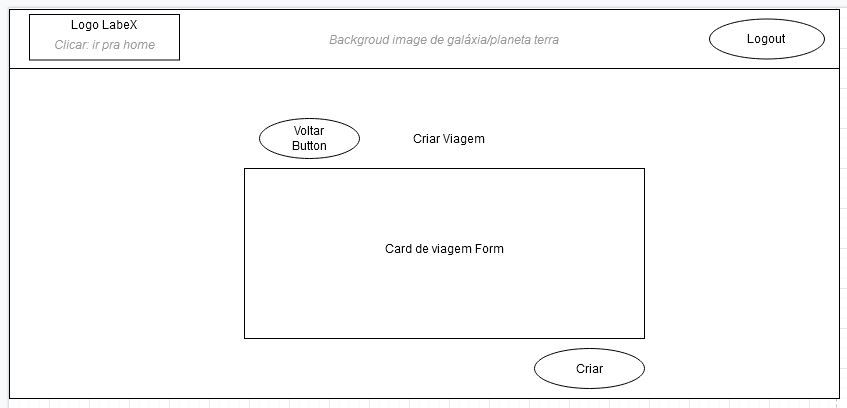 Logo LabeX
Clicar: ir pra home
Backgroud image de galáxia/planeta terra
Logout
Voltar
Button
Criar Viagem
Card de viagem Form
Criar